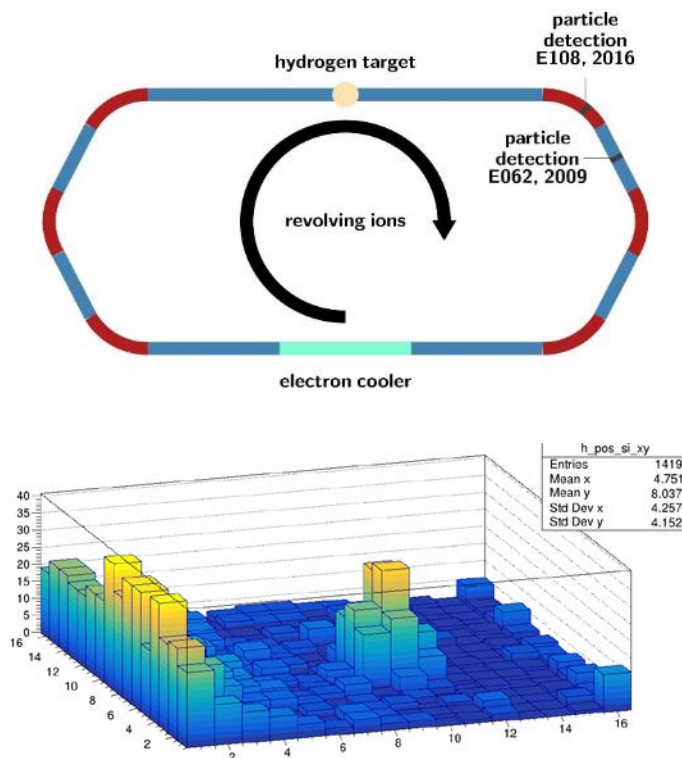 particle
detection
E108, 2016
hydrogen target
particle
detection
E062, 2009
revolving ions
electron cooler
h_pos_si_xy
Entries 1419
Mean x 4.751
Mean y 8.037
Std Dev x 4.257
Std Dev y 4.152
40
35
30
25
20
15
10
5
0
16
14
12
10
8
6
4
2
2
4
6
8
10
12
14
16